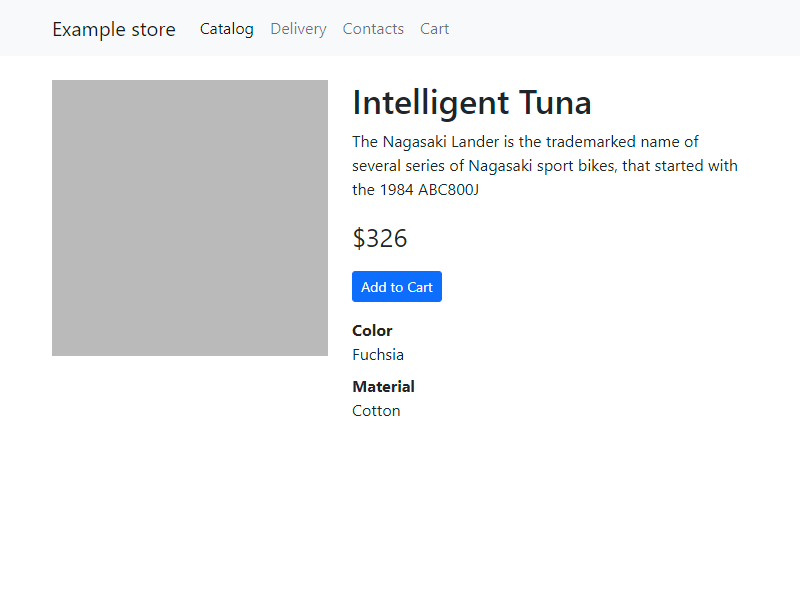 Example store Catalog Delivery Contacts Cart
Intelligent Tuna
The Nagasaki Lander is the trademarked name of
several series of Nagasaki sport bikes, that started with
the 1984 ABC800J
$326
Add to Cart
Color
Fuchsia
Material
Cotton